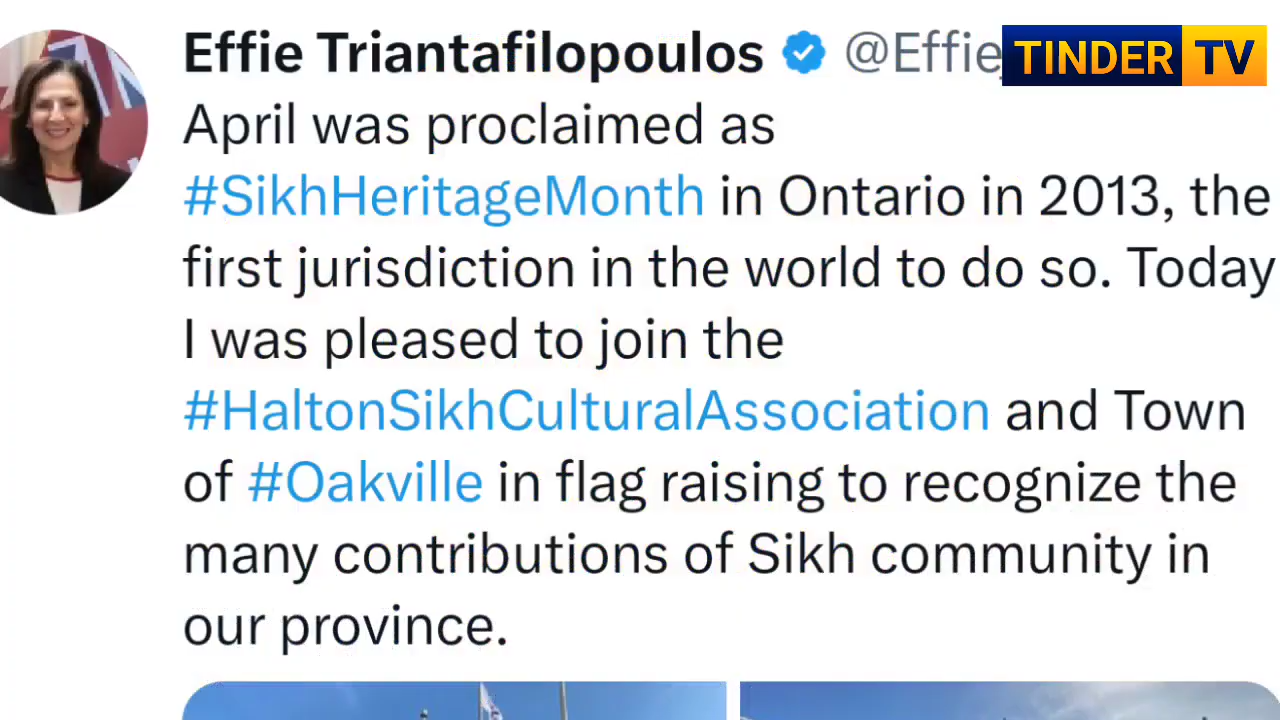 Effie Triantafilopoulos @Effie
TINDER TV
April was proclaimed as
#SikhHeritageMonth in Ontario in 2013, the
first jurisdiction in the world to do so. Today
I was pleased to join the
#HaltonSikhCulturalAssociation and Town
of #Oakville in flag raising to recognize the
many contributions of Sikh community in
our province.